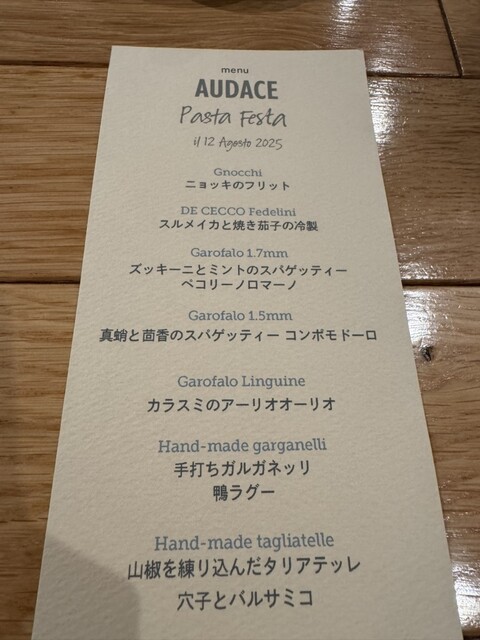 menu
AUDACE
Pasta Festa
il 12 Agosto 2025
Gnocchi
ニョッキのフリット
DE CECCO Fedelini
スルメイカと焼き茄子の冷製
Garofalo 1.7mm
ズッキーニとミントのスパゲッティー
ペコリーノロマーノ
Garofalo 1.5mm
真蛸と茴香のスパゲッティー コンポモドーロ
Garofalo Linguine
カラスミのアーリオオーリオ
Hand-made garganelli
手打ちガルガネッリ
鴨ラグー
Hand-made tagliatelle
山椒を練り込んだタリアテッレ
穴子とバルサミコ